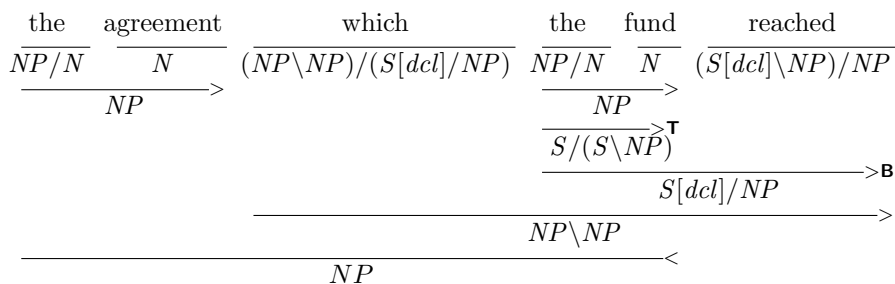 the agreement which the fund reached
NP/N N (NP\NP)/(S[dcl]/NP) NP/N N (S[dcl]\NP)/NP
> >
NP NP
>T
S/(S\NP)
>B
S[dcl]/NP
>
NP\NP
<
NP